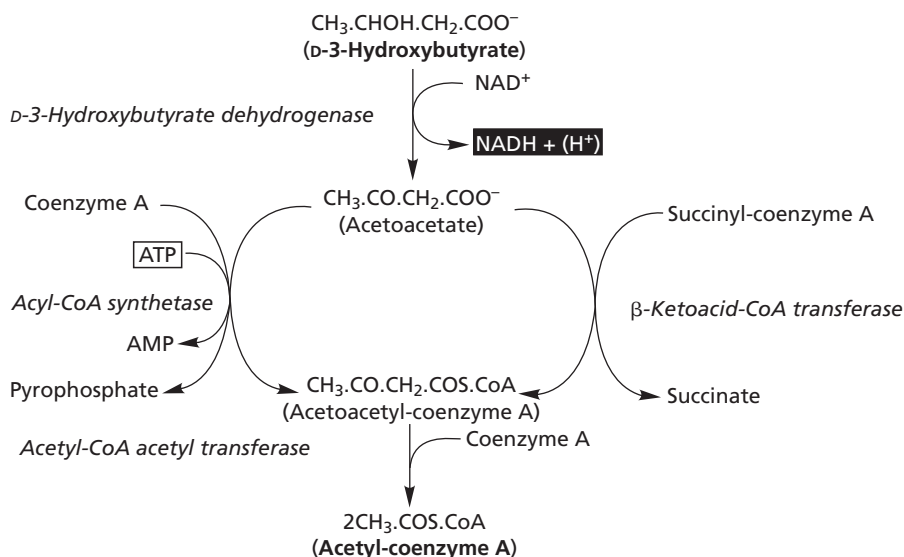 CH₃.CHOH.CH₂.COO⁻
(D-3-Hydroxybutyrate)
NAD⁺
D-3-Hydroxybutyrate dehydrogenase
NADH + (H⁺)
CH₃.CO.CH₂.COO⁻
(Acetoacetate)
Coenzyme A
Succinyl-coenzyme A
ATP
Acyl-CoA synthetase
β-Ketoacid-CoA transferase
AMP
Pyrophosphate
CH₃.CO.CH₂.COS.CoA
(Acetoacetyl-coenzyme A)
Succinate
Acetyl-CoA acetyl transferase
Coenzyme A
2CH₃.COS.CoA
(Acetyl-coenzyme A)